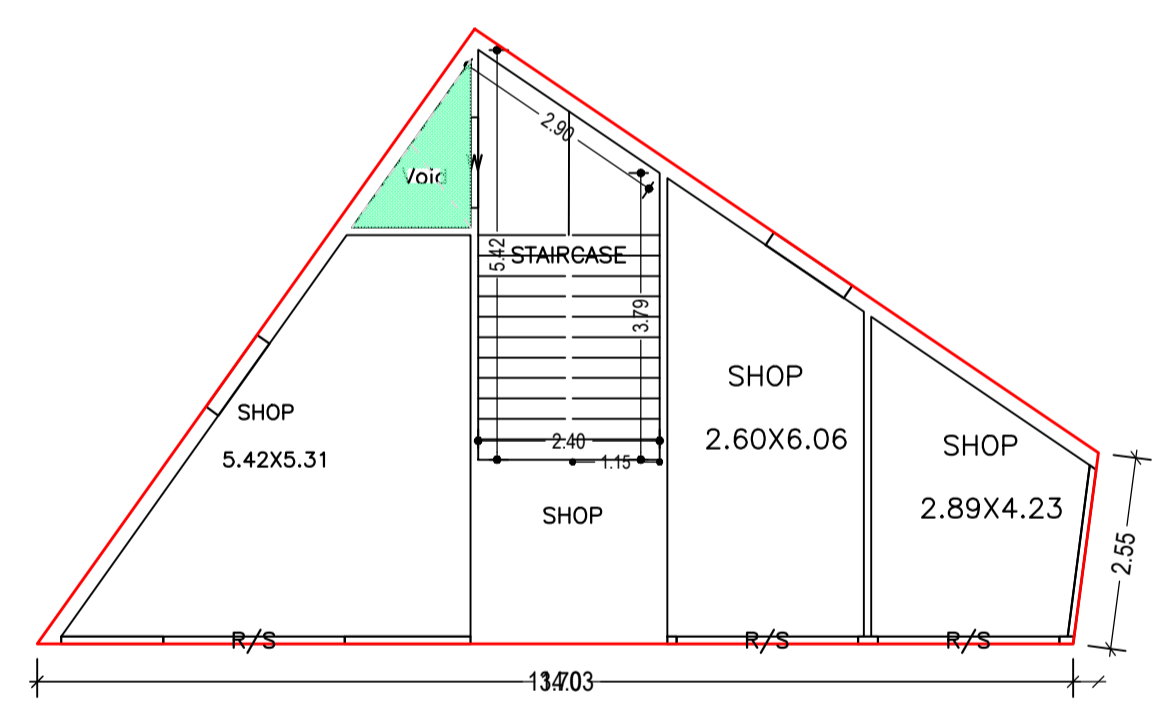 2.90
Void
W
5.42
STAIRCASE
3.79
SHOP
2.60X6.06
SHOP
5.42X5.31
2.40
1.15
SHOP
2.89X4.23
SHOP
2.55
R/S
R/S
R/S